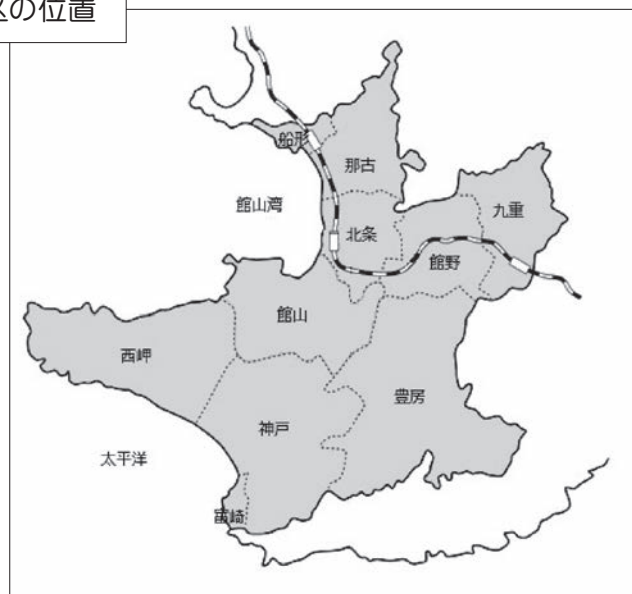 区の位置
船形
那古
館山湾
九重
北条
館野
館山
西岬
豊房
神戸
太平洋
富崎